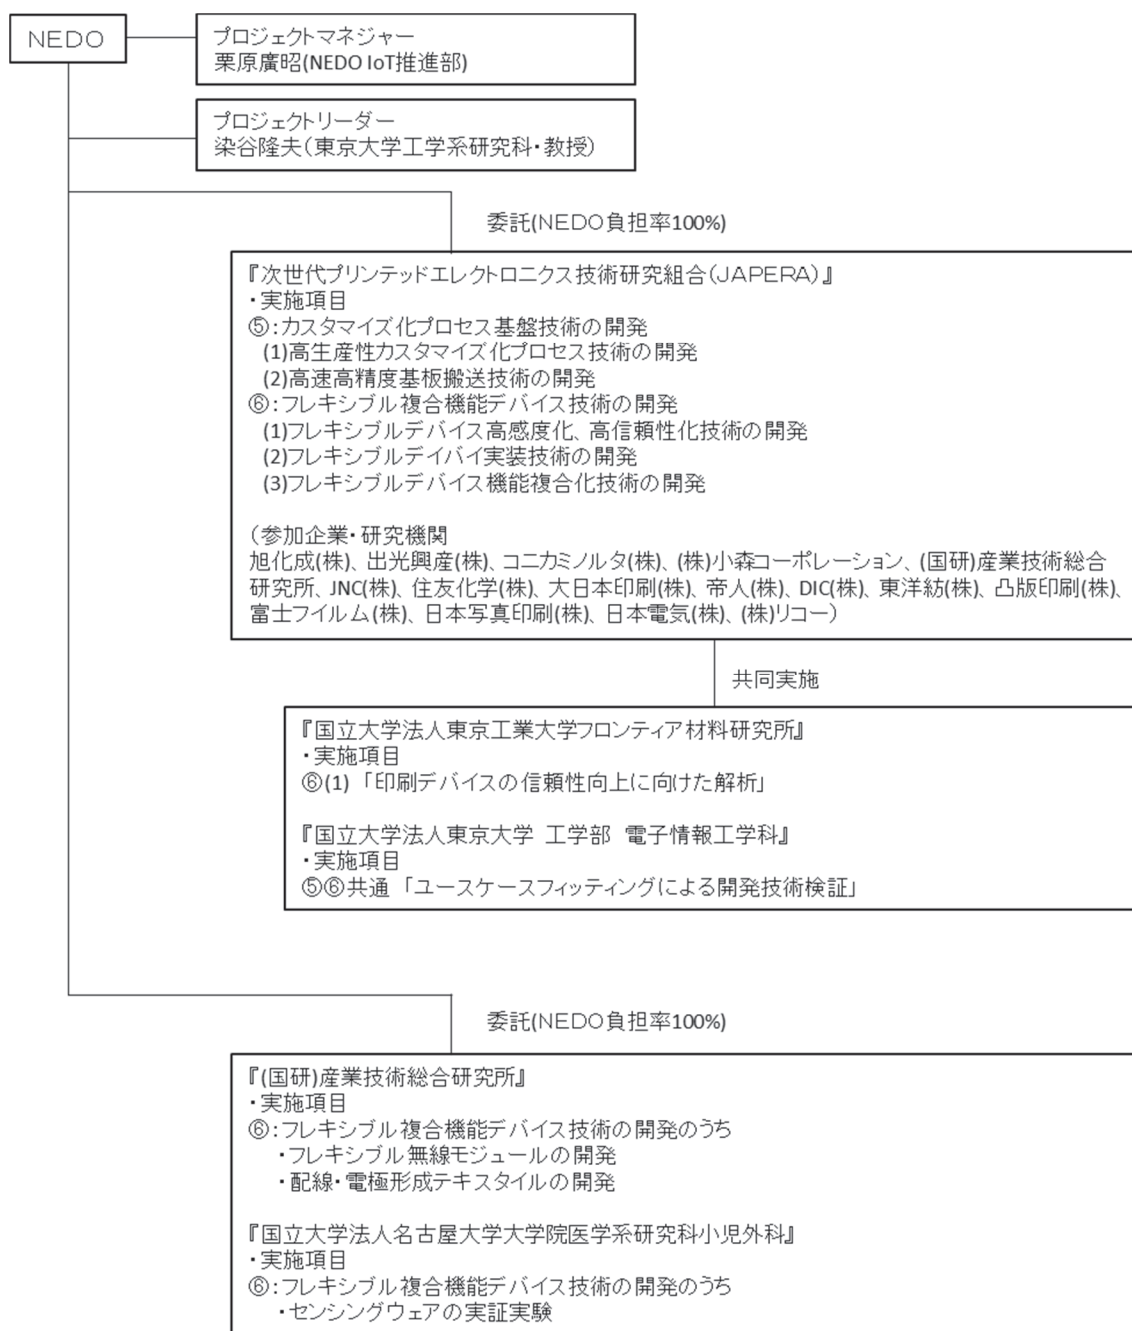 NEDO
プロジェクトマネジャー
栗原廣昭(NEDO IoT推進部)
プロジェクトリーダー
染谷隆夫(東京大学工学系研究科・教授)
委託(NEDO負担率100%)
『次世代プリンテッドエレクトロニクス技術研究組合(JAPERA)』
・実施項目
⑤:カスタマイズ化プロセス基盤技術の開発
(1)高生産性カスタマイズ化プロセス技術の開発
(2)高速高精度基板搬送技術の開発
⑥:フレキシブル複合機能デバイス技術の開発
(1)フレキシブルデバイス高感度化、高信頼性化技術の開発
(2)フレキシブルデイバイ実装技術の開発
(3)フレキシブルデバイス機能複合化技術の開発
(参加企業・研究機関
旭化成(株)、出光興産(株)、コニカミノルタ(株)、(株)小森コーポレーション、(国研)産業技術総合
研究所、JNC(株)、住友化学(株)、大日本印刷(株)、帝人(株)、DIC(株)、東洋紡(株)、凸版印刷(株)、
富士フイルム(株)、日本写真印刷(株)、日本電気(株)、(株)リコー)
共同実施
『国立大学法人東京工業大学フロンティア材料研究所』
・実施項目
⑥(1)「印刷デバイスの信頼性向上に向けた解析」
『国立大学法人東京大学 工学部 電子情報工学科』
・実施項目
⑤⑥共通「ユースケースフィッティングによる開発技術検証」
委託(NEDO負担率100%)
『(国研)産業技術総合研究所』
・実施項目
⑥:フレキシブル複合機能デバイス技術の開発のうち
・フレキシブル無線モジュールの開発
・配線・電極形成テキスタイルの開発
『国立大学法人名古屋大学大学院医学系研究科小児外科』
・実施項目
⑥:フレキシブル複合機能デバイス技術の開発のうち
・センシングウェアの実証実験